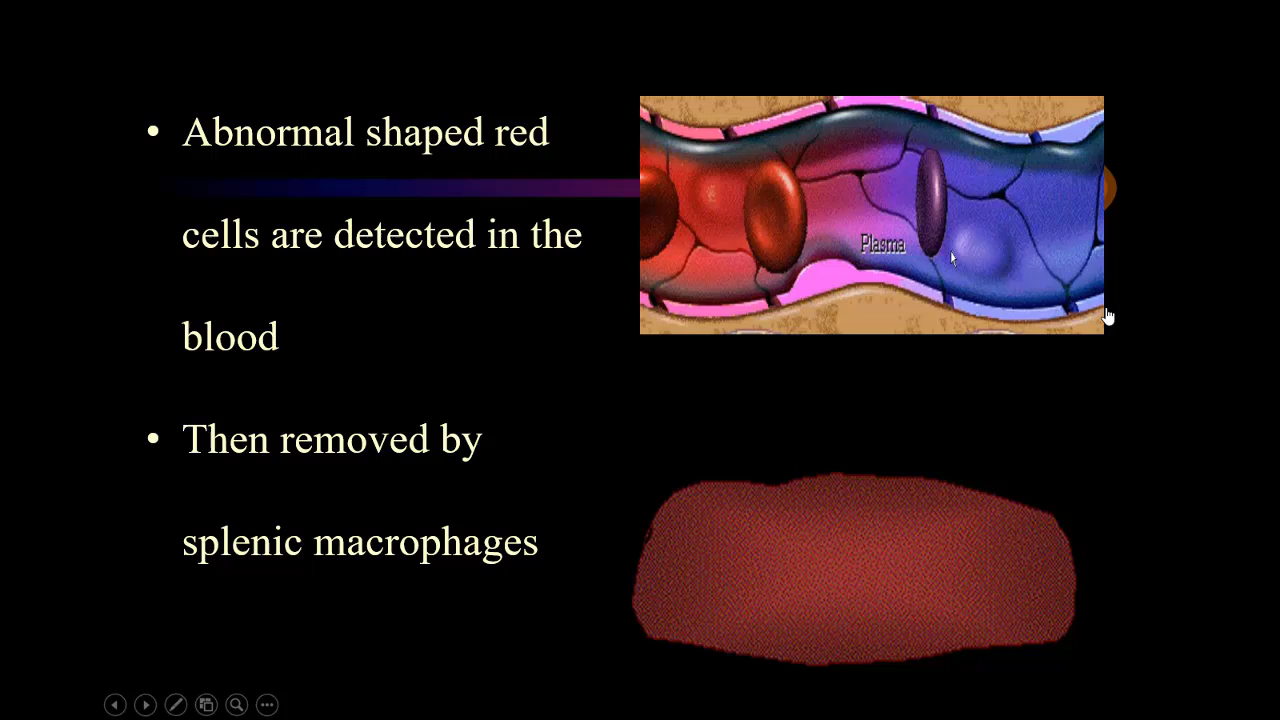 • Abnormal shaped red
cells are detected in the
blood
• Then removed by
splenic macrophages
Plasma